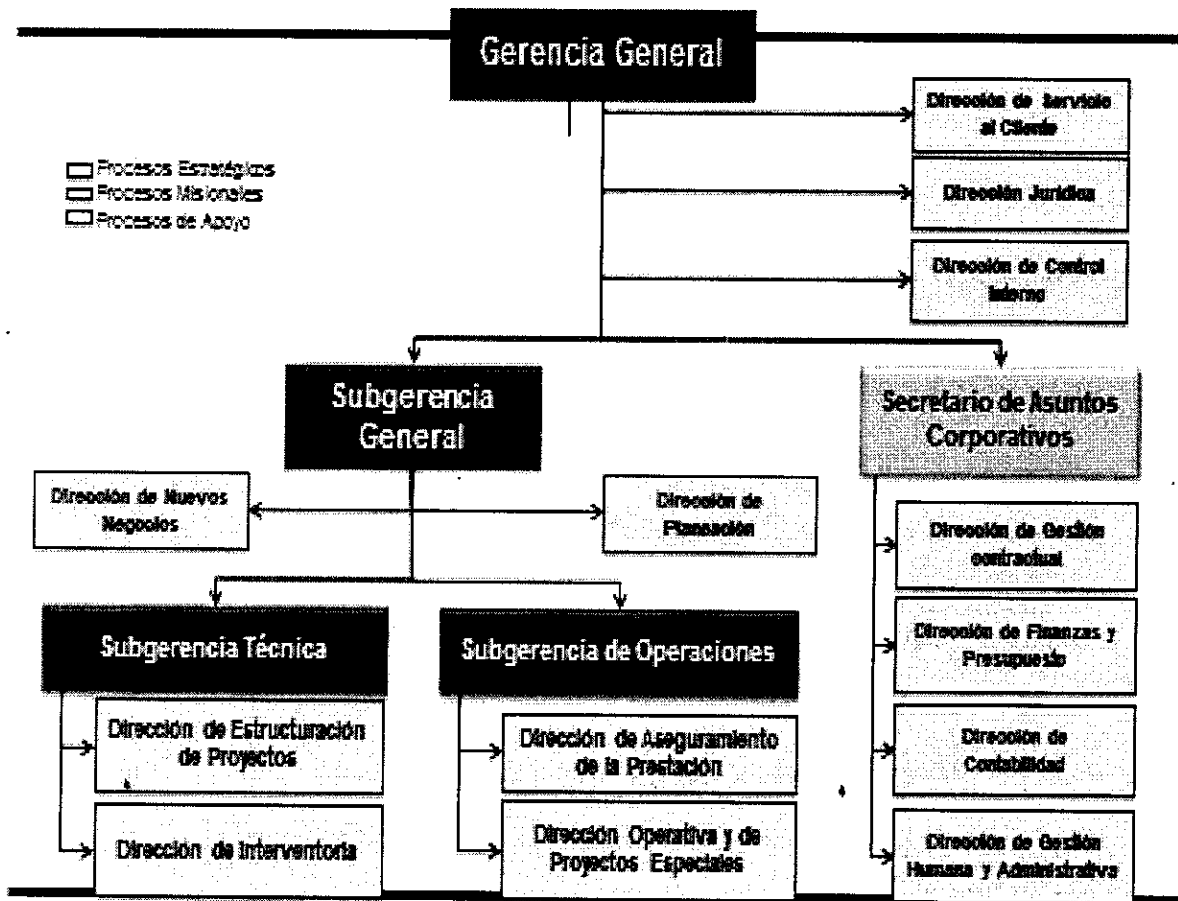 Gerencia General
Dirección de Servicio
al Cliente
Procesos Estratégicos
Procesos Misionales
Procesos de Apoyo
Dirección Jurídica
Dirección de Control
Interno
Subgerencia
General
Secretario de Asuntos
Corporativos
Dirección de Nuevos
Negocios
Dirección de
Planeación
Dirección de Gestión
contractual
Subgerencia Técnica
Subgerencia de Operaciones
Dirección de Finanzas y
Presupuesto
Dirección de Estructuración
de Proyectos
Dirección de Aseguramiento
de la Prestación
Dirección de
Contabilidad
Dirección de Interventoria
Dirección Operativa y de
Proyectos Especiales
Dirección de Gestión
Humana y Administrativa